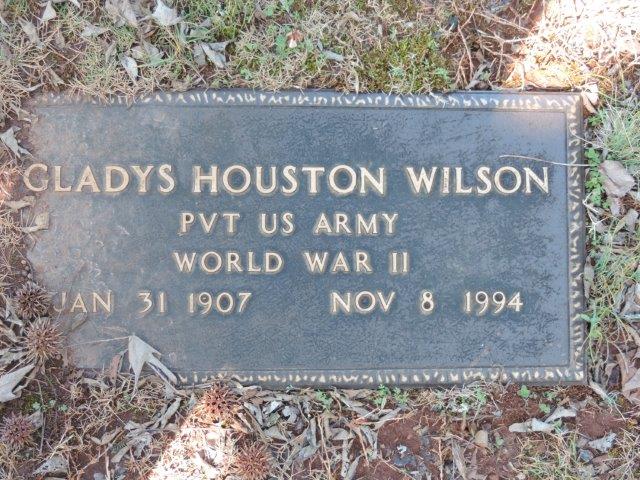 GLADYS HOUSTON WILSON
PVT US ARMY
WORLD WAR II
JAN 31 1907 NOV 8 1994